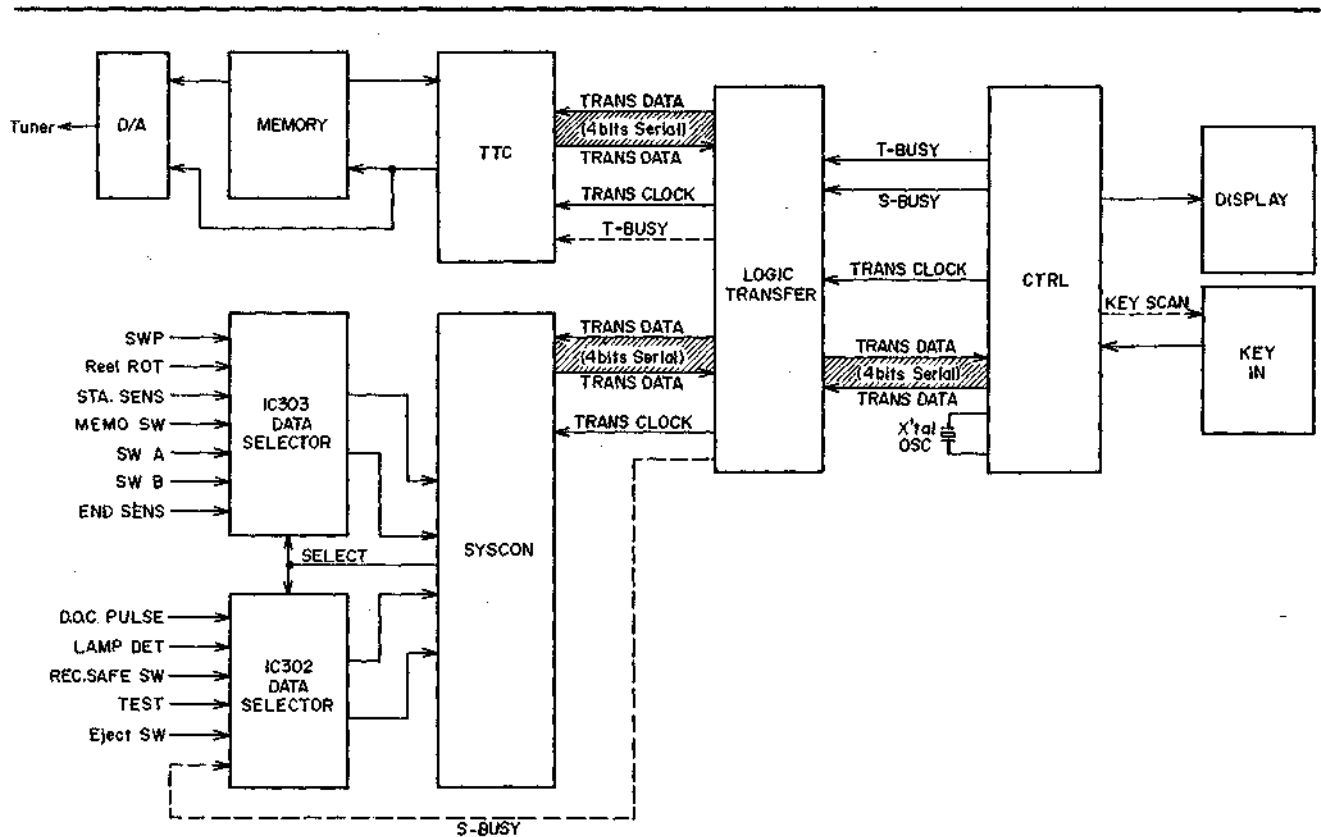 D/A
MEMORY
Tuner
TTC
TRANS DATA
(4bits Serial)
TRANS DATA
TRANS CLOCK
T-BUSY
LOGIC
TRANSFER
T-BUSY
S-BUSY
TRANS CLOCK
TRANS DATA
(4bits Serial)
TRANS DATA
X'tal
OSC
CTRL
DISPLAY
KEY SCAN
KEY
IN
SWP
Reel ROT
STA. SENS
MEMO SW
SW A
SW B
END SENS
IC303
DATA
SELECTOR
SELECT
SYSCON
TRANS DATA
(4bits Serial)
TRANS DATA
TRANS CLOCK
D.O.C. PULSE
LAMP DET
REC.SAFE SW
TEST
Eject SW
IC302
DATA
SELECTOR
S-BUSY